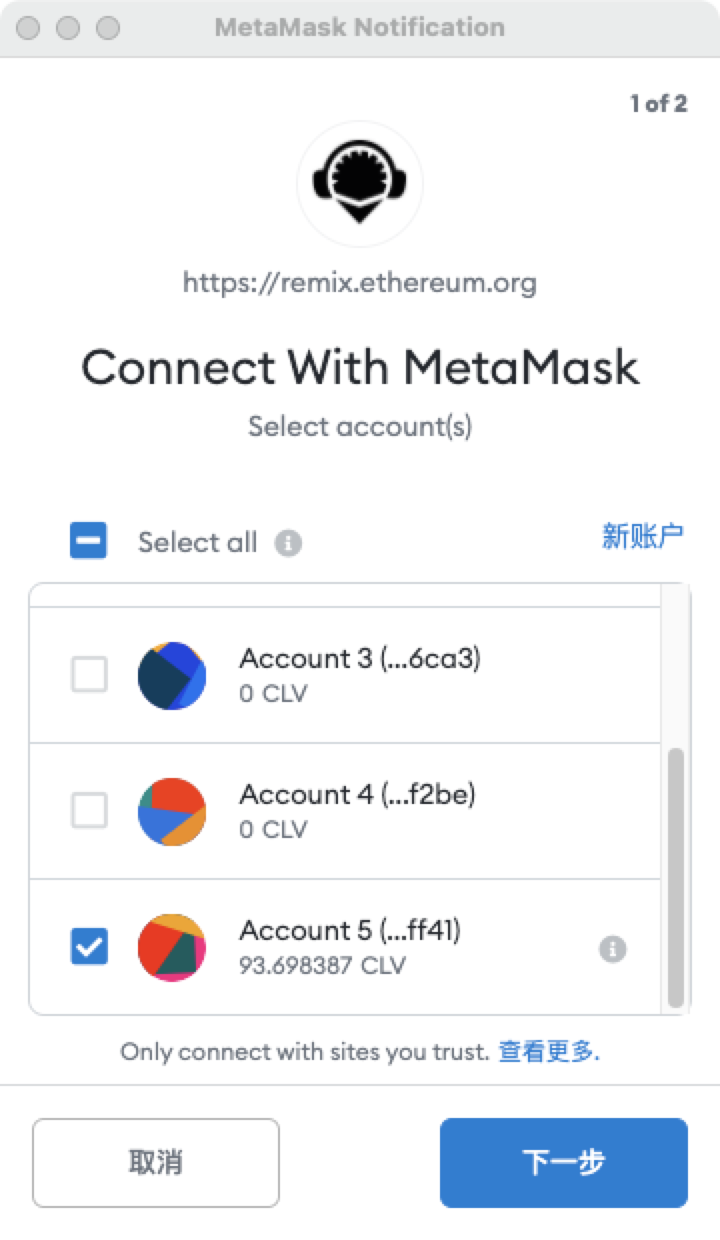 MetaMask Notification
1 of 2
https://remix.ethereum.org
Connect With MetaMask
Select account(s)
Select all
新账户
Account 3 (...6ca3)
0 CLV
Account 4 (...f2be)
0 CLV
Account 5 (...ff41)
93.698387 CLV
Only connect with sites you trust. 查看更多.
取消
下一步